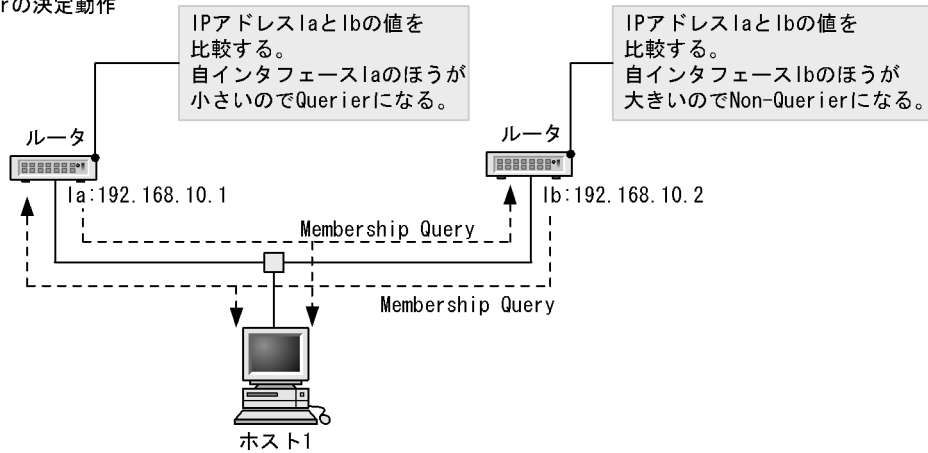 rの決定動作
IPアドレスIaとIbの値を
比較する。
自インタフェースIaのほうが
小さいのでQuerierになる。
IPアドレスIaとIbの値を
比較する。
自インタフェースIbのほうが
大きいのでNon-Querierになる。
ルータ
ルータ
Ia:192.168.10.1
Ib:192.168.10.2
Membership Query
Membership Query
ホスト1